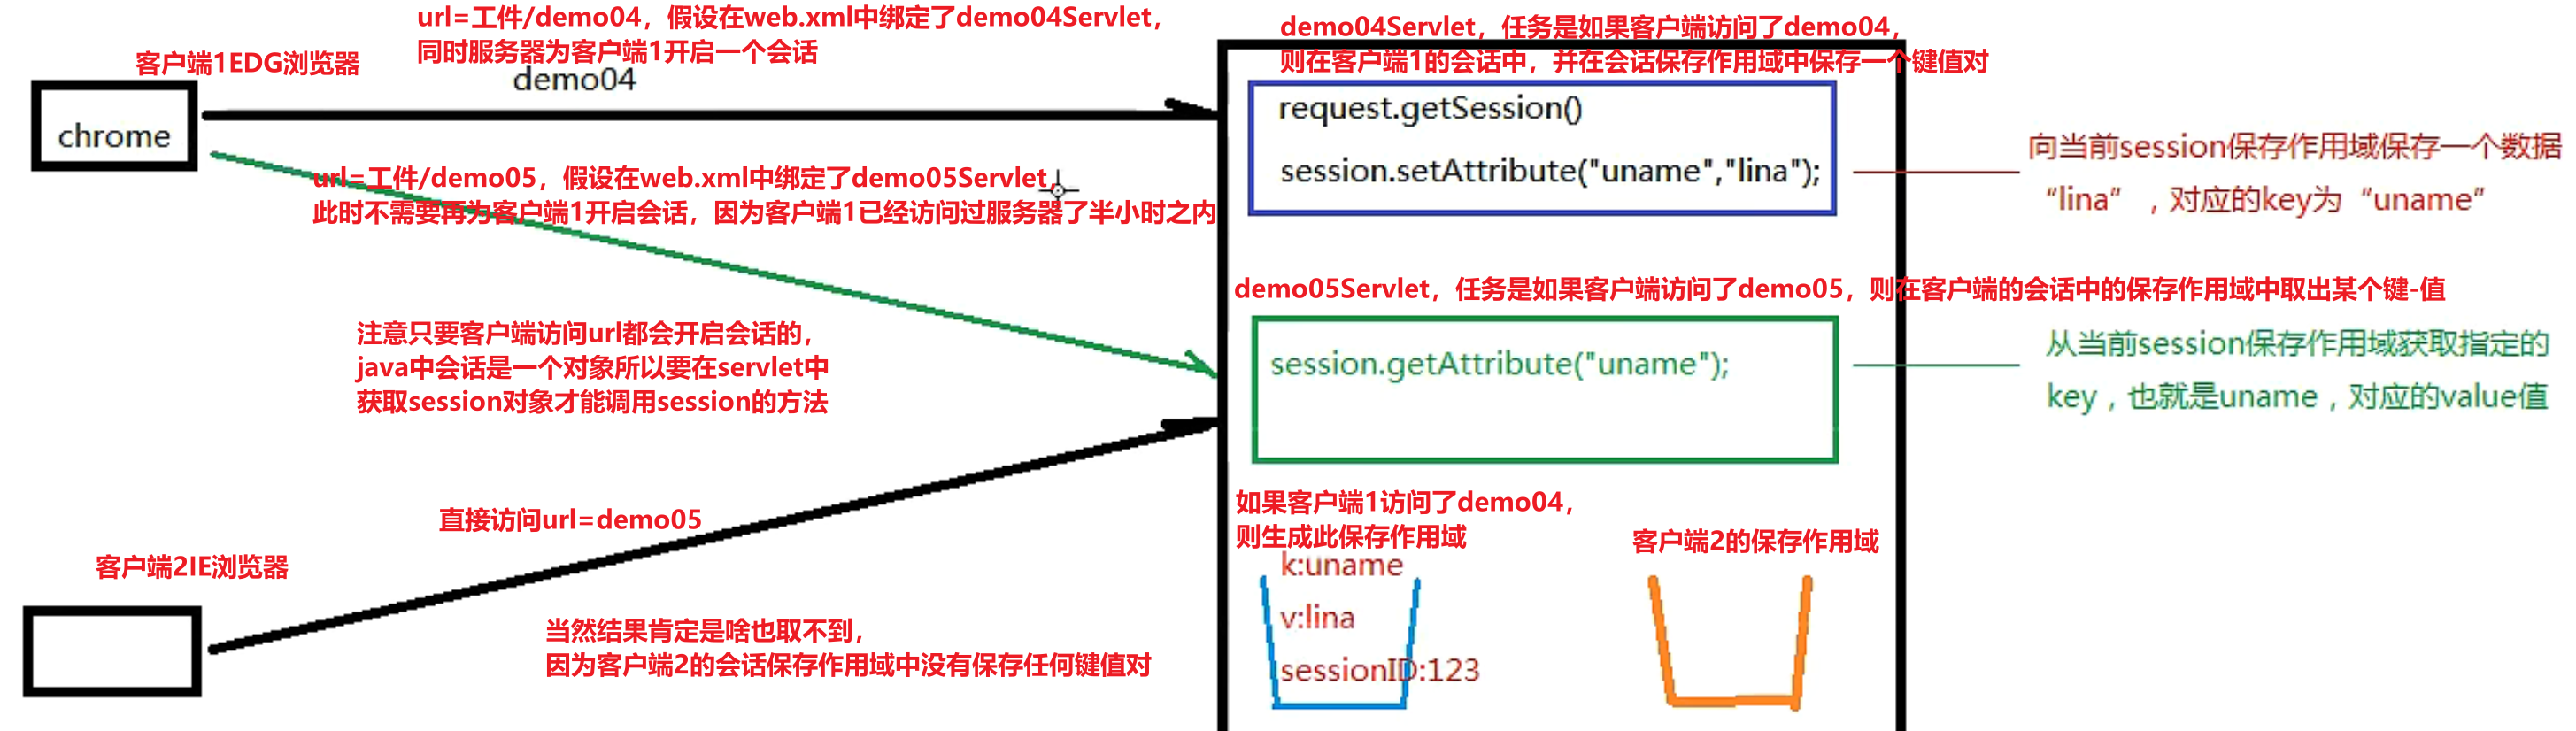 url=工件/demo04，假设在web.xml中绑定了demo04Servlet，
同时服务器为客户端1开启一个会话
客户端1EDG浏览器
demo04
chrome
url=工件/demo05，假设在web.xml中绑定了demo05Servlet，
此时不需要再为客户端1开启会话，因为客户端1已经访问过服务器了半小时之内
注意只要客户端访问url都会开启会话的，
java中会话是一个对象所以要在servlet中
获取session对象才能调用session的方法
直接访问url=demo05
客户端2IE浏览器
当然结果肯定是啥也取不到，
因为客户端2的会话保存作用域中没有保存任何键值对
demo04Servlet，任务是如果客户端访问了demo04，
则在客户端1的会话中，并在会话保存作用域中保存一个键值对
request.getSession()
session.setAttribute("uname","lina");
向当前session保存作用域保存一个数据
“lina”，对应的key为“uname”
demo05Servlet，任务是如果客户端访问了demo05，则在客户端的会话中的保存作用域中取出某个键-值
session.getAttribute("uname");
从当前session保存作用域获取指定的
key，也就是uname，对应的value值
如果客户端1访问了demo04，
则生成此保存作用域
k:uname
v:lina
sessionID:123
客户端2的保存作用域